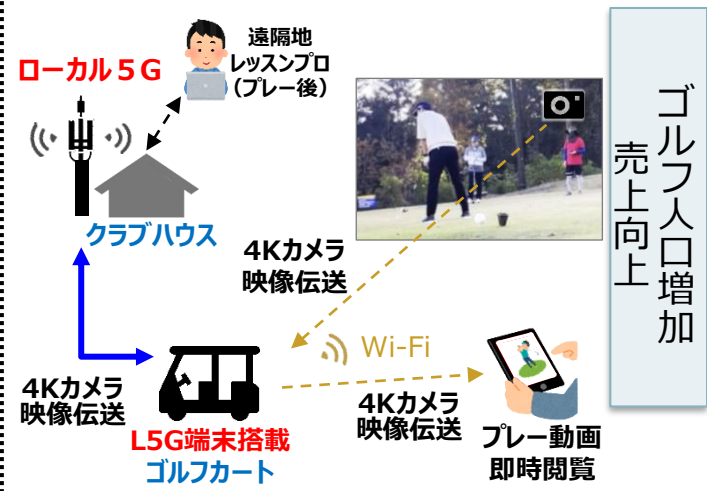 ローカル５G
遠隔地
レッスンプロ
（プレー後）
クラブハウス
4Kカメラ
映像伝送
Wi-Fi
4Kカメラ
映像伝送
L5G端末搭載
ゴルフカート
4Kカメラ
映像伝送
プレー動画
即時閲覧
ゴルフ人口増加
売上向上